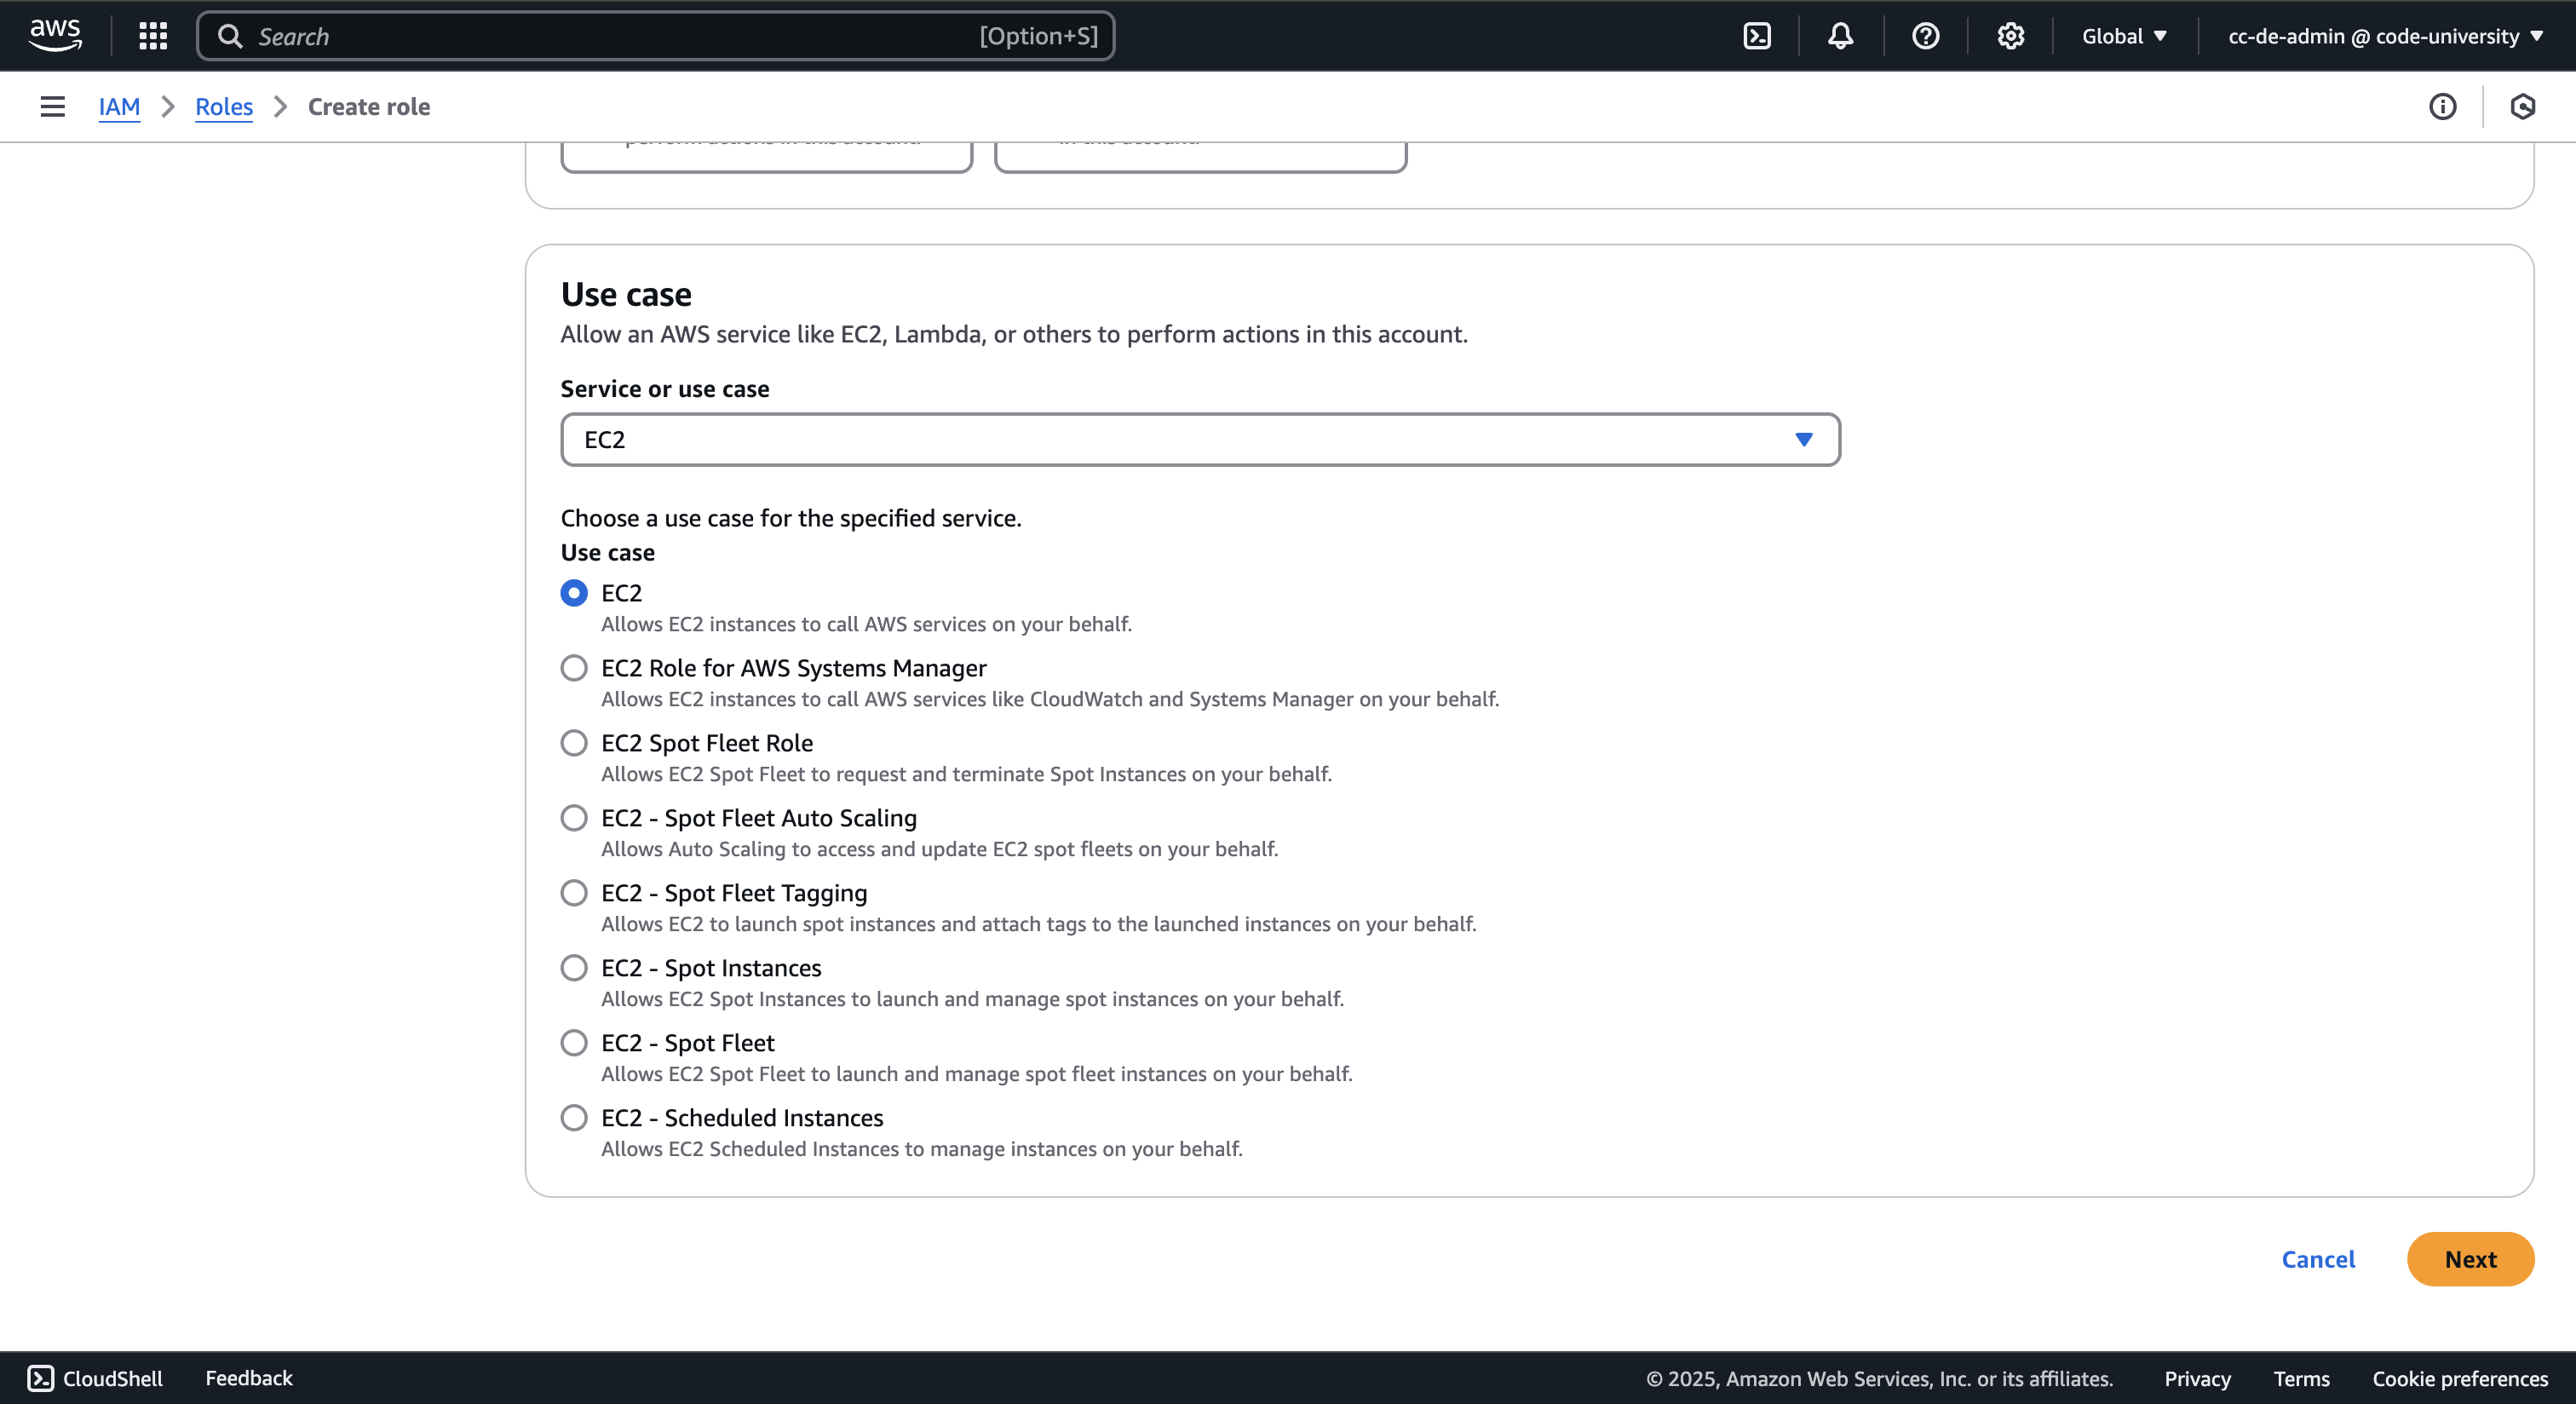 aws
Search
[Option+S]
Global
cc-de-admin @ code-university
IAM
Roles
Create role
perform actions in this account.
in this account.
Use case
Allow an AWS service like EC2, Lambda, or others to perform actions in this account.
Service or use case
EC2
Choose a use case for the specified service.
Use case
EC2
Allows EC2 instances to call AWS services on your behalf.
EC2 Role for AWS Systems Manager
Allows EC2 instances to call AWS services like CloudWatch and Systems Manager on your behalf.
EC2 Spot Fleet Role
Allows EC2 Spot Fleet to request and terminate Spot Instances on your behalf.
EC2 - Spot Fleet Auto Scaling
Allows Auto Scaling to access and update EC2 spot fleets on your behalf.
EC2 - Spot Fleet Tagging
Allows EC2 to launch spot instances and attach tags to the launched instances on your behalf.
EC2 - Spot Instances
Allows EC2 Spot Instances to launch and manage spot instances on your behalf.
EC2 - Spot Fleet
Allows EC2 Spot Fleet to launch and manage spot fleet instances on your behalf.
EC2 - Scheduled Instances
Allows EC2 Scheduled Instances to manage instances on your behalf.
Cancel
Next
CloudShell
Feedback
© 2025, Amazon Web Services, Inc. or its affiliates.
Privacy
Terms
Cookie preferences